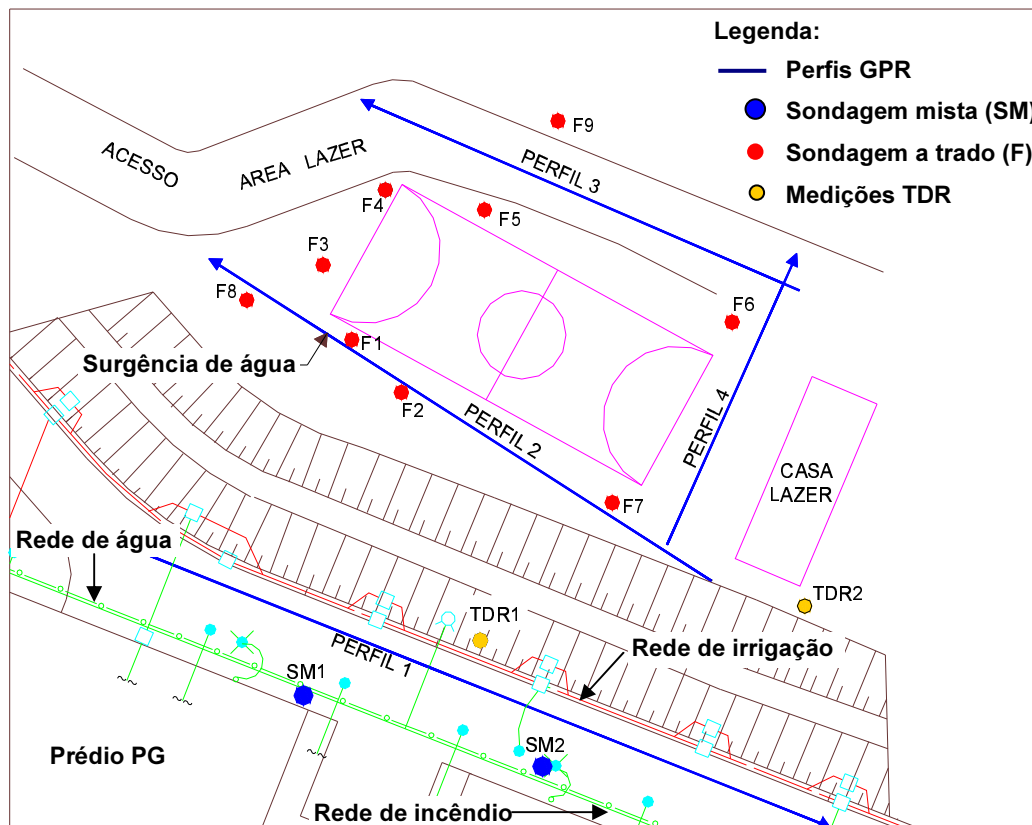 Legenda:
Perfis GPR
Sondagem mista (SM)
Sondagem a trado (F)
Medições TDR
F9
ACESSO
AREA LAZER
PERFIL 3
F4
F5
F3
F8
F6
F1
Surgência de água
F2
PERFIL 2
PERFIL 4
CASA
LAZER
F7
Rede de água
TDR2
TDR1
PERFIL 1
Rede de irrigação
SM1
SM2
Prédio PG
Rede de incêndio